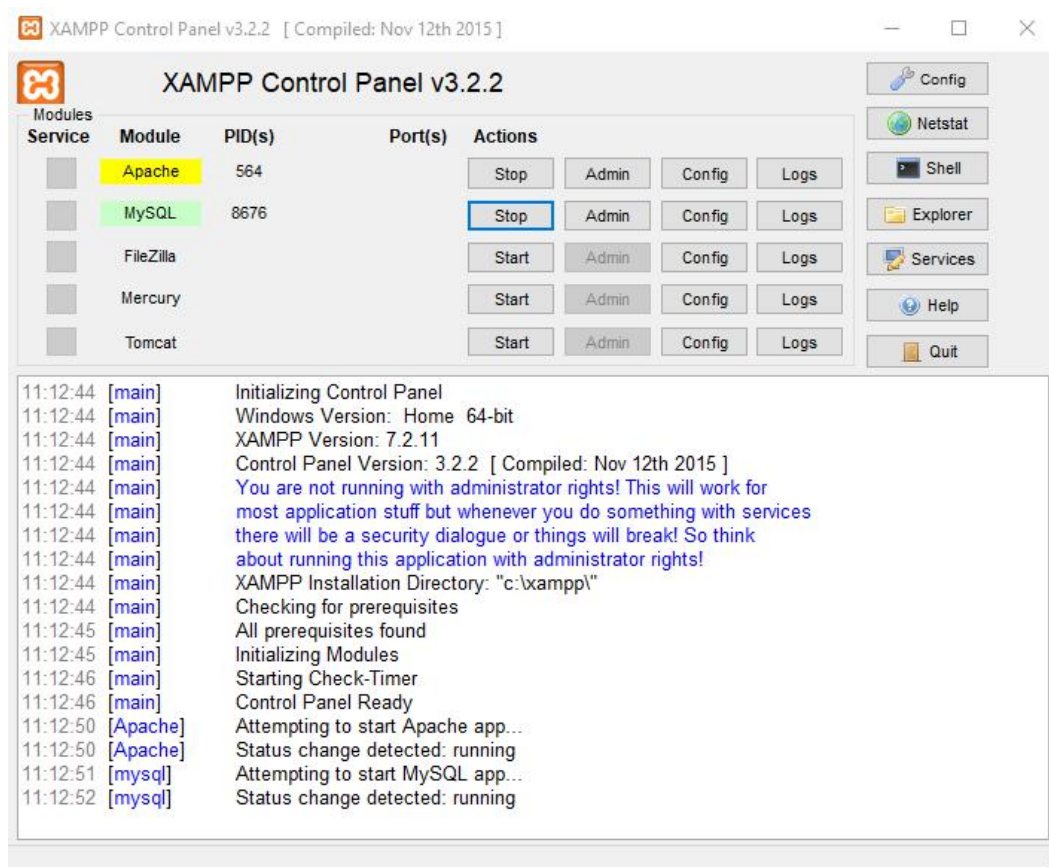 XAMPP Control Panel v3.2.2 [ Compiled: Nov 12th 2015 ]
XAMPP Control Panel v3.2.2
Config
Modules
Service Module PID(s) Port(s) Actions
Netstat
Apache 564 Stop Admin Config Logs
Shell
MySQL 8676 Stop Admin Config Logs
Explorer
FileZilla Start Admin Config Logs
Services
Mercury Start Admin Config Logs
Help
Tomcat Start Admin Config Logs
Quit
11:12:44 [main] Initializing Control Panel
11:12:44 [main] Windows Version: Home 64-bit
11:12:44 [main] XAMPP Version: 7.2.11
11:12:44 [main] Control Panel Version: 3.2.2 [ Compiled: Nov 12th 2015 ]
11:12:44 [main] You are not running with administrator rights! This will work for
11:12:44 [main] most application stuff but whenever you do something with services
11:12:44 [main] there will be a security dialogue or things will break! So think
11:12:44 [main] about running this application with administrator rights!
11:12:44 [main] XAMPP Installation Directory: "c:\xampp\"
11:12:44 [main] Checking for prerequisites
11:12:45 [main] All prerequisites found
11:12:45 [main] Initializing Modules
11:12:46 [main] Starting Check-Timer
11:12:46 [main] Control Panel Ready
11:12:50 [Apache] Attempting to start Apache app...
11:12:50 [Apache] Status change detected: running
11:12:51 [mysql] Attempting to start MySQL app...
11:12:52 [mysql] Status change detected: running